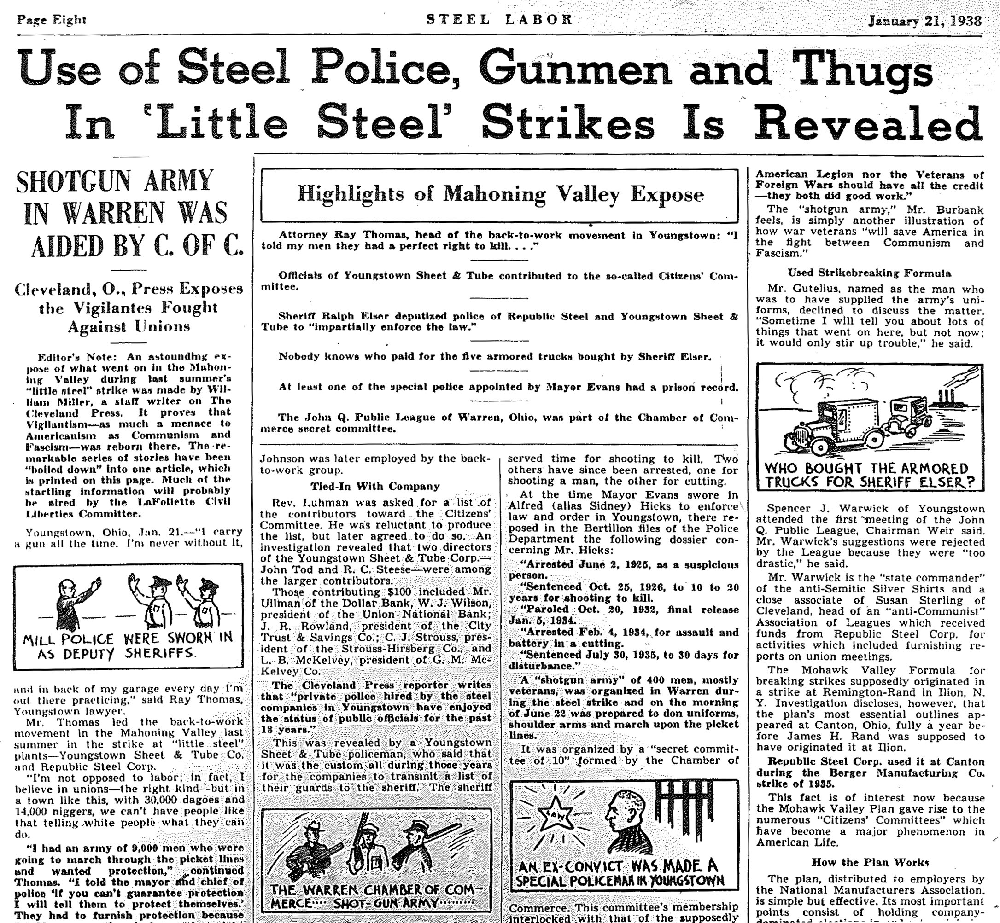 Page Eight
STEEL LABOR
January 21, 1938
Use of Steel Police, Gunmen and Thugs
In 'Little Steel' Strikes Is Revealed
SHOTGUN ARMY
IN WARREN WAS
AIDED BY C. OF C.
Cleveland, O., Press Exposes
the Vigilantes Fought
Against Unions
Editor's Note: An astounding ex-
pose of what went on in the Mahon-
ing Valley during last summer's
"little steel" strike was made by Wil-
liam Miller, a staff writer on The
Cleveland Press. It proves that
Vigilantism—as much a menace to
Americanism as Communism and
Fascism—was reborn there. The re-
markable series of stories have been
"boiled down" into one article, which
is printed on this page. Much of the
startling information will probably
be aired by the LaFollette Civil
Liberties Committee.
Youngstown, Ohio, Jan. 21.—"I carry
a gun all the time. I'm never without it,
MILL POLICE WERE SWORN IN
AS DEPUTY SHERIFFS.
and in back of my garage every day I'm
out there practicing," said Ray Thomas,
Youngstown lawyer.
Mr. Thomas led the back-to-work
movement in the Mahoning Valley last
summer in the strike at "little steel"
plants—Youngstown Sheet & Tube Co.
and Republic Steel Corp.
"I'm not opposed to labor; in fact, I
believe in unions—the right kind—but in
a town like this, with 30,000 dagoes and
14,000 niggers, we can't have people like
that telling white people what they can
do.
"I had an army of 9,000 men who were
going to march through the picket lines
and wanted protection," continued
Thomas. "I told the mayor and chief of
police 'If you can't guarantee protection
I will tell them to protect themselves.'
They had to furnish protection because
Highlights of Mahoning Valley Expose
Attorney Ray Thomas, head of the back-to-work movement in Youngstown: "I
told my men they had a perfect right to kill. . . ."
Officials of Youngstown Sheet & Tube contributed to the so-called Citizens' Com-
mittee.
Sheriff Ralph Elser deputized police of Republic Steel and Youngstown Sheet &
Tube to "impartially enforce the law."
Nobody knows who paid for the five armored trucks bought by Sheriff Elser.
At least one of the special police appointed by Mayor Evans had a prison record.
The John Q. Public League of Warren, Ohio, was part of the Chamber of Com-
merce secret committee.
Johnson was later employed by the back-
to-work group.
Tied-In With Company
Rev. Luhman was asked for a list of
the contributors toward the Citizens'
Committee. He was reluctant to produce
the list, but later agreed to do so. An
investigation revealed that two directors
of the Youngstown Sheet & Tube Corp.—
John Tod and R. C. Steese—were among
the larger contributors.
Those contributing $100 included Mr.
Ullman of the Dollar Bank, W. J. Wilson,
president of the Union National Bank;
J. R. Rowland, president of the City
Trust & Savings Co.; C. J. Strouss, pres-
ident of the Strouss-Hirsberg Co., and
L. B. McKelvey, president of G. M. Mc-
Kelvey Co.
The Cleveland Press reporter writes
that "private police hired by the steel
companies in Youngstown have enjoyed
the status of public officials for the past
18 years."
This was revealed by a Youngstown
Sheet & Tube policeman, who said that
it was the custom all during those years
for the companies to transmit a list of
their guards to the sheriff. The sheriff
THE WARREN CHAMBER OF COM-
MERCE.... SHOT-GUN ARMY..........
served time for shooting to kill. Two
others have since been arrested, one for
shooting a man, the other for cutting.
At the time Mayor Evans swore in
Alfred (alias Sidney) Hicks to enforce
law and order in Youngstown, there re-
posed in the Bertillon files of the Police
Department the following dossier con-
cerning Mr. Hicks:
"Arrested June 2, 1925, as a suspicious
person.
"Sentenced Oct. 25, 1926, to 10 to 20
years for shooting to kill.
"Paroled Oct. 20, 1932, final release
Jan. 5, 1934.
"Arrested Feb. 4, 1934, for assault and
battery in a cutting.
"Sentenced July 30, 1935, to 30 days for
disturbance."
A "shotgun army" of 400 men, mostly
veterans, was organized in Warren dur-
ing the steel strike and on the morning
of June 22 was prepared to don uniforms,
shoulder arms and march upon the picket
lines.
It was organized by a "secret commit-
tee of 10" formed by the Chamber of
LAW
AN EX-CONVICT WAS MADE A
SPECIAL POLICEMAN IN YOUNGSTOWN
Commerce. This committee's membership
interlocked with that of the supposedly
American Legion nor the Veterans of
Foreign Wars should have all the credit
—they both did good work."
The "shotgun army," Mr. Burbank
feels, is simply another illustration of
how war veterans "will save America in
the fight between Communism and
Fascism."
Used Strikebreaking Formula
Mr. Gutelius, named as the man who
was to have supplied the army's uni-
forms, declined to discuss the matter.
"Sometime I will tell you about lots of
things that went on here, but not now;
it would only stir up trouble," he said.
WHO BOUGHT THE ARMORED
TRUCKS FOR SHERIFF ELSER?
Spencer J. Warwick of Youngstown
attended the first meeting of the John
Q. Public League, Chairman Weir said.
Mr. Warwick's suggestions were rejected
by the League because they were "too
drastic," he said.
Mr. Warwick is the "state commander"
of the anti-Semitic Silver Shirts and a
close associate of Susan Sterling of
Cleveland, head of an "anti-Communist"
Association of Leagues which received
funds from Republic Steel Corp. for
activities which included furnishing re-
ports on union meetings.
The Mohawk Valley Formula for
breaking strikes supposedly originated in
a strike at Remington-Rand in Ilion, N.
Y. Investigation discloses, however, that
the plan's most essential outlines ap-
peared at Canton, Ohio, fully a year be-
fore James H. Rand was supposed to
have originated it at Ilion.
Republic Steel Corp. used it at Canton
during the Berger Manufacturing Co.
strike of 1935.
This fact is of interest now because
the Mohawk Valley Plan gave rise to the
numerous "Citizens' Committees" which
have become a major phenomenon in
American Life.
How the Plan Works
The plan, distributed to employers by
the National Manufacturers Association,
is simple but effective. Its most important
points consist of holding company-